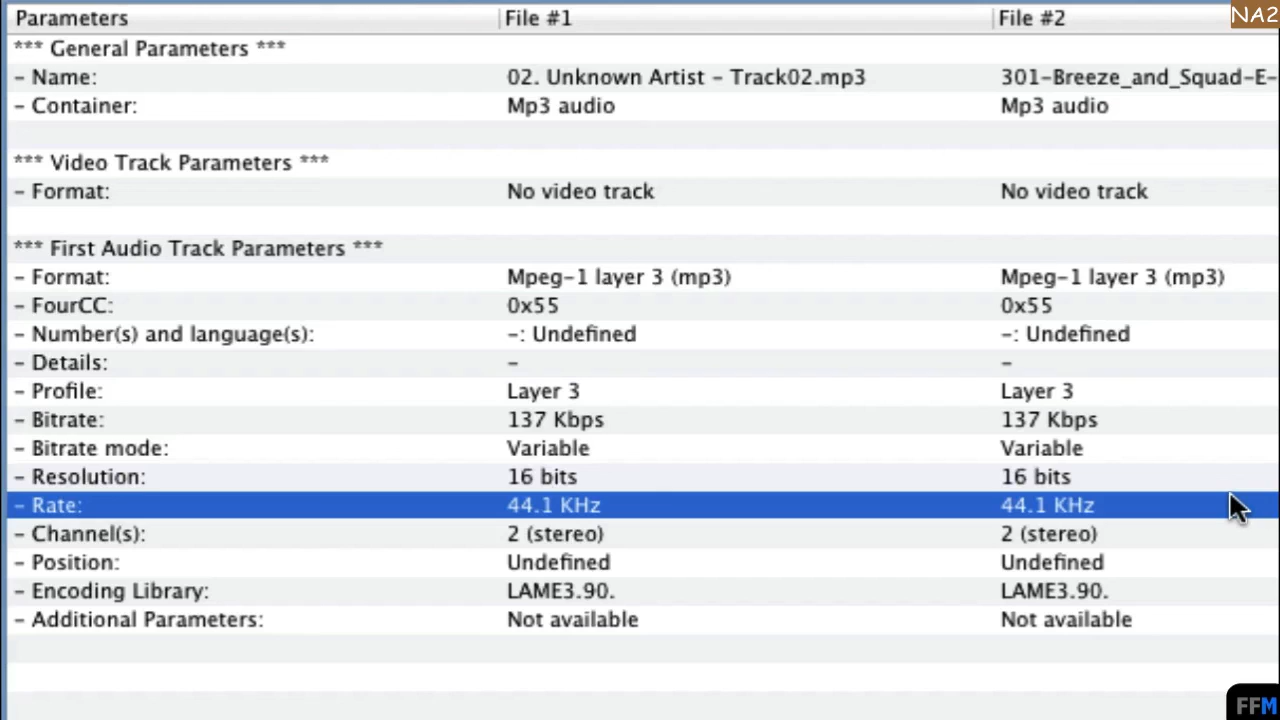 Parameters File #1 File #2 NA2
*** General Parameters ***
- Name: 02. Unknown Artist - Track02.mp3 301-Breeze_and_Squad-E-
- Container: Mp3 audio Mp3 audio
*** Video Track Parameters ***
- Format: No video track No video track
*** First Audio Track Parameters ***
- Format: Mpeg-1 layer 3 (mp3) Mpeg-1 layer 3 (mp3)
- FourCC: 0x55 0x55
- Number(s) and language(s): -: Undefined -: Undefined
- Details: - -
- Profile: Layer 3 Layer 3
- Bitrate: 137 Kbps 137 Kbps
- Bitrate mode: Variable Variable
- Resolution: 16 bits 16 bits
- Rate: 44.1 KHz 44.1 KHz
- Channel(s): 2 (stereo) 2 (stereo)
- Position: Undefined Undefined
- Encoding Library: LAME3.90. LAME3.90.
- Additional Parameters: Not available Not available
FFM